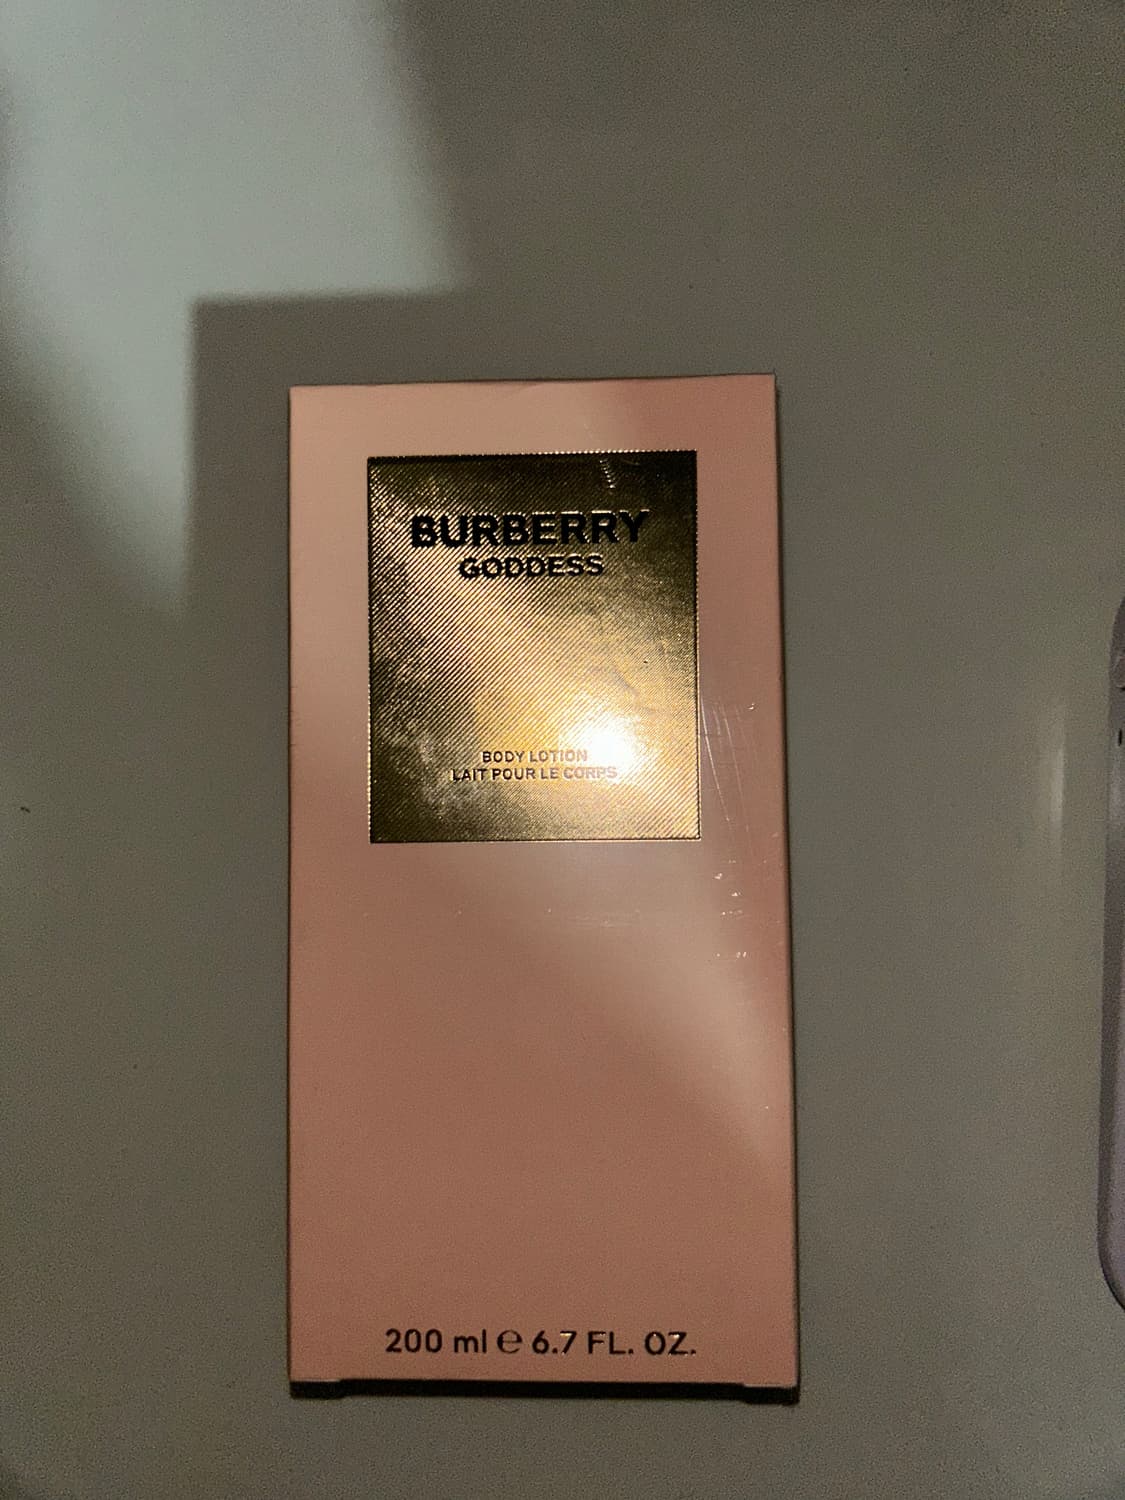 BURBERRY
GODDESS
BODY LOTION
LAIT POUR LE CORPS
200 ml ℮ 6.7 FL. OZ.